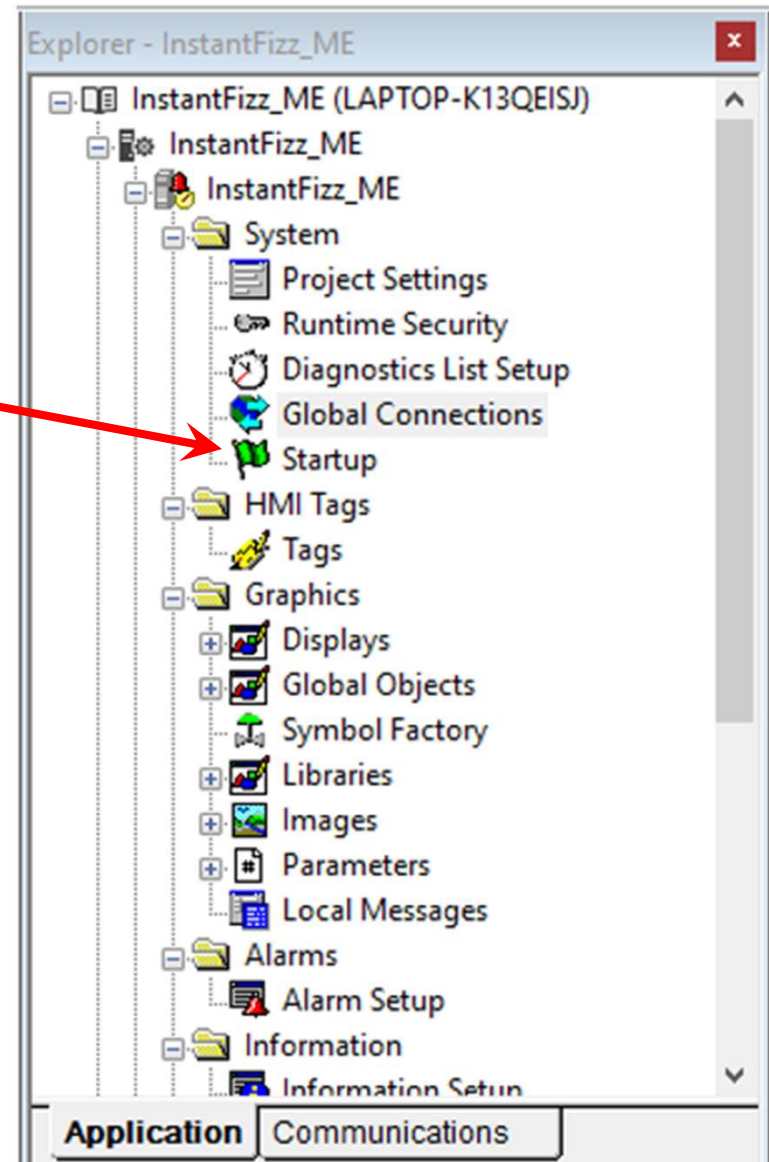 Explorer - InstantFizz_ME
x
InstantFizz_ME (LAPTOP-K13QEISJ)
InstantFizz_ME
InstantFizz_ME
System
Project Settings
Runtime Security
Diagnostics List Setup
Global Connections
Startup
HMI Tags
Tags
Graphics
Displays
Global Objects
Symbol Factory
Libraries
Images
# Parameters
Local Messages
Alarms
Alarm Setup
Information
Information Setup
Application Communications